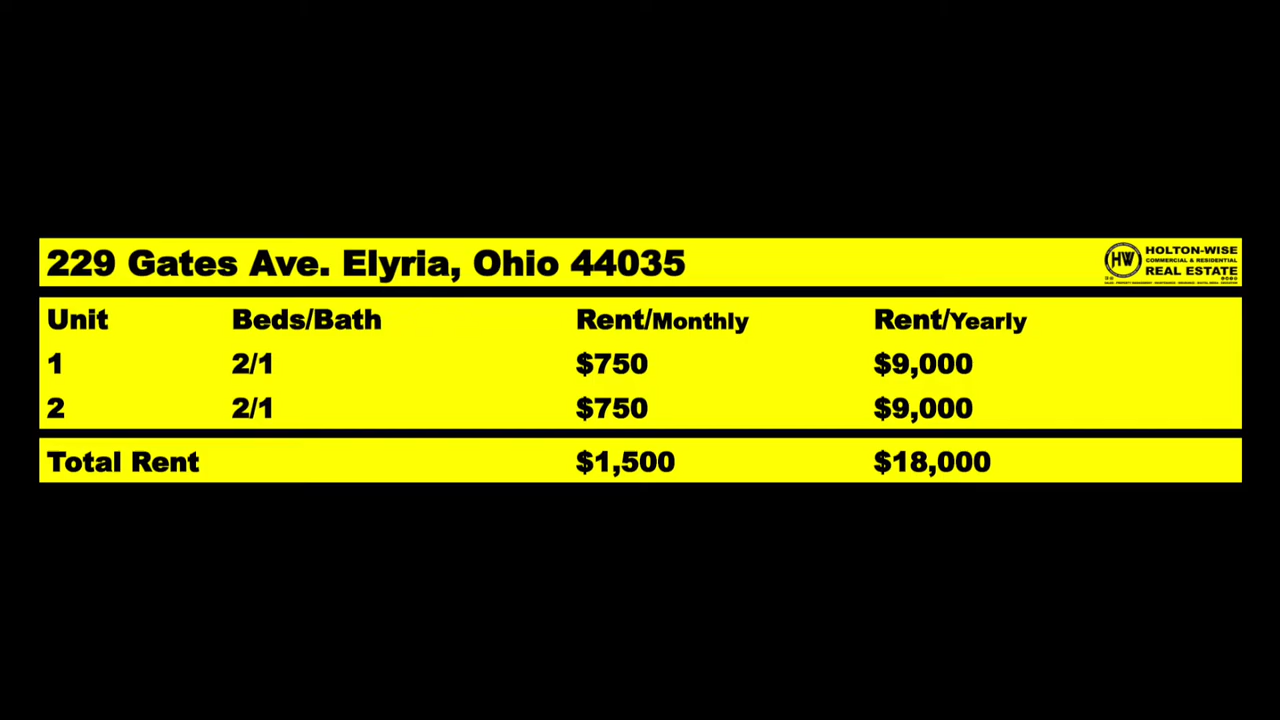 229 Gates Ave. Elyria, Ohio 44035
HW
HOLTON-WISE
COMMERCIAL & RESIDENTIAL
REAL ESTATE
Unit Beds/Bath Rent/Monthly Rent/Yearly
1 2/1 $750 $9,000
2 2/1 $750 $9,000
Total Rent $1,500 $18,000